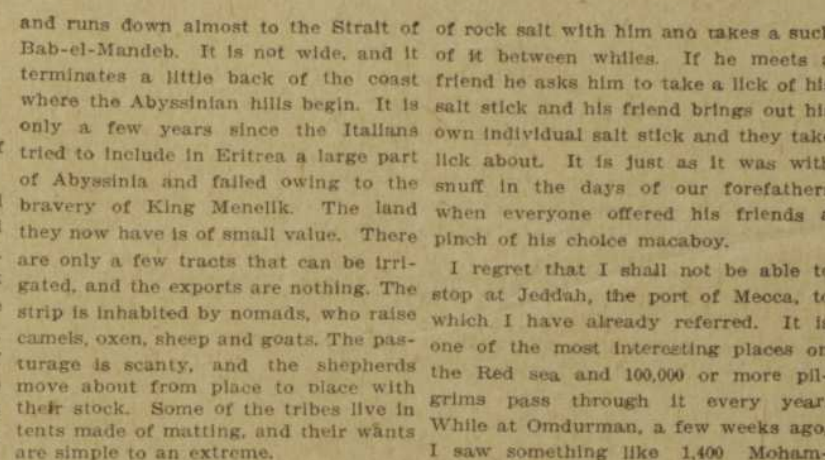 and runs down almost to the Strait of
Bab-el-Mandeb. It is not wide, and it
terminates a little back of the coast
where the Abyssinian hills begin. It is
only a few years since the Italians
tried to include in Eritrea a large part
of Abyssinia and failed owing to the
bravery of King Menelik. The land
they now have is of small value. There
are only a few tracts that can be irri-
gated, and the exports are nothing. The
strip is inhabited by nomads, who raise
camels, oxen, sheep and goats. The pas-
turage is scanty, and the shepherds
move about from place to place with
their stock. Some of the tribes live in
tents made of matting, and their wants
are simple to an extreme.
of rock salt with him and takes a suc
of it between whiles. If he meets a
friend he asks him to take a lick of hi
salt stick and his friend brings out hi
own individual salt stick and they take
lick about. It is just as it was with
snuff in the days of our forefathers
when everyone offered his friends a
pinch of his choice macaboy.
I regret that I shall not be able to
stop at Jeddah, the port of Mecca, to
which I have already referred. It is
one of the most interesting places on
the Red sea and 100,000 or more pil-
grims pass through it every year.
While at Omdurman, a few weeks ago,
I saw something like 1,400 Moham-